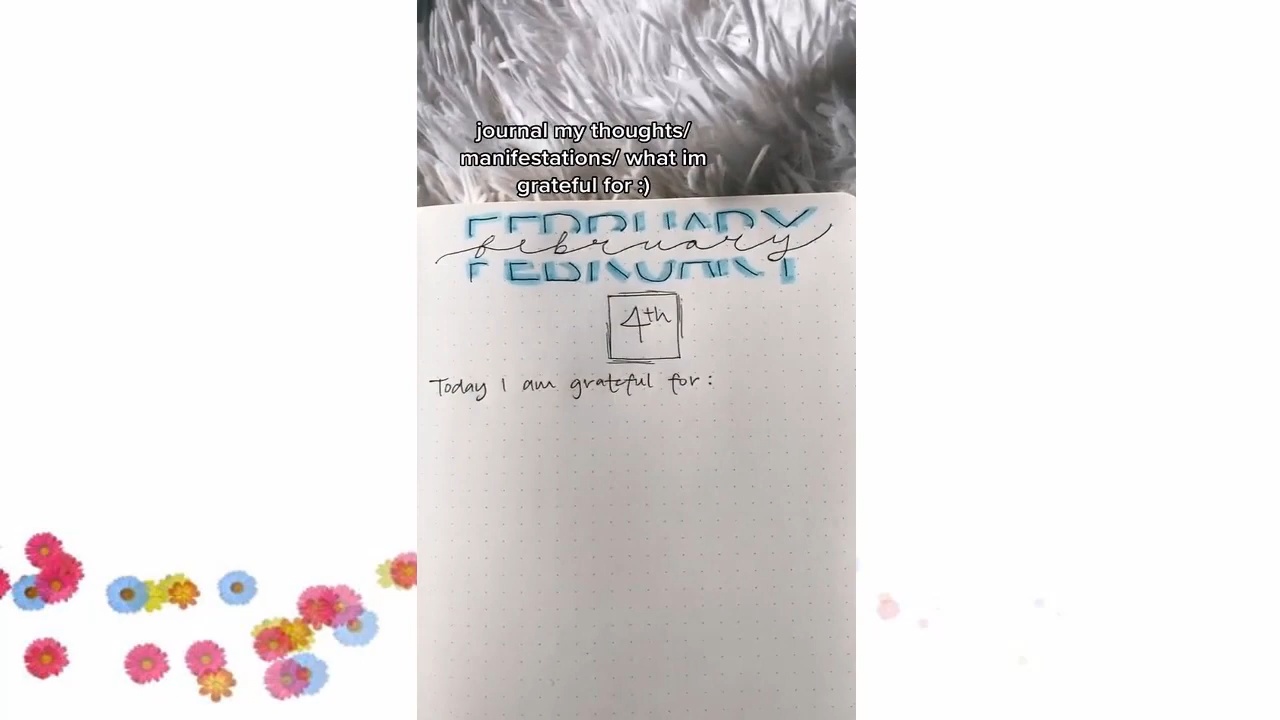 journal my thoughts/
manifestations/ what im
grateful for :)
FEBRUARY
february
4th
Today I am grateful for: